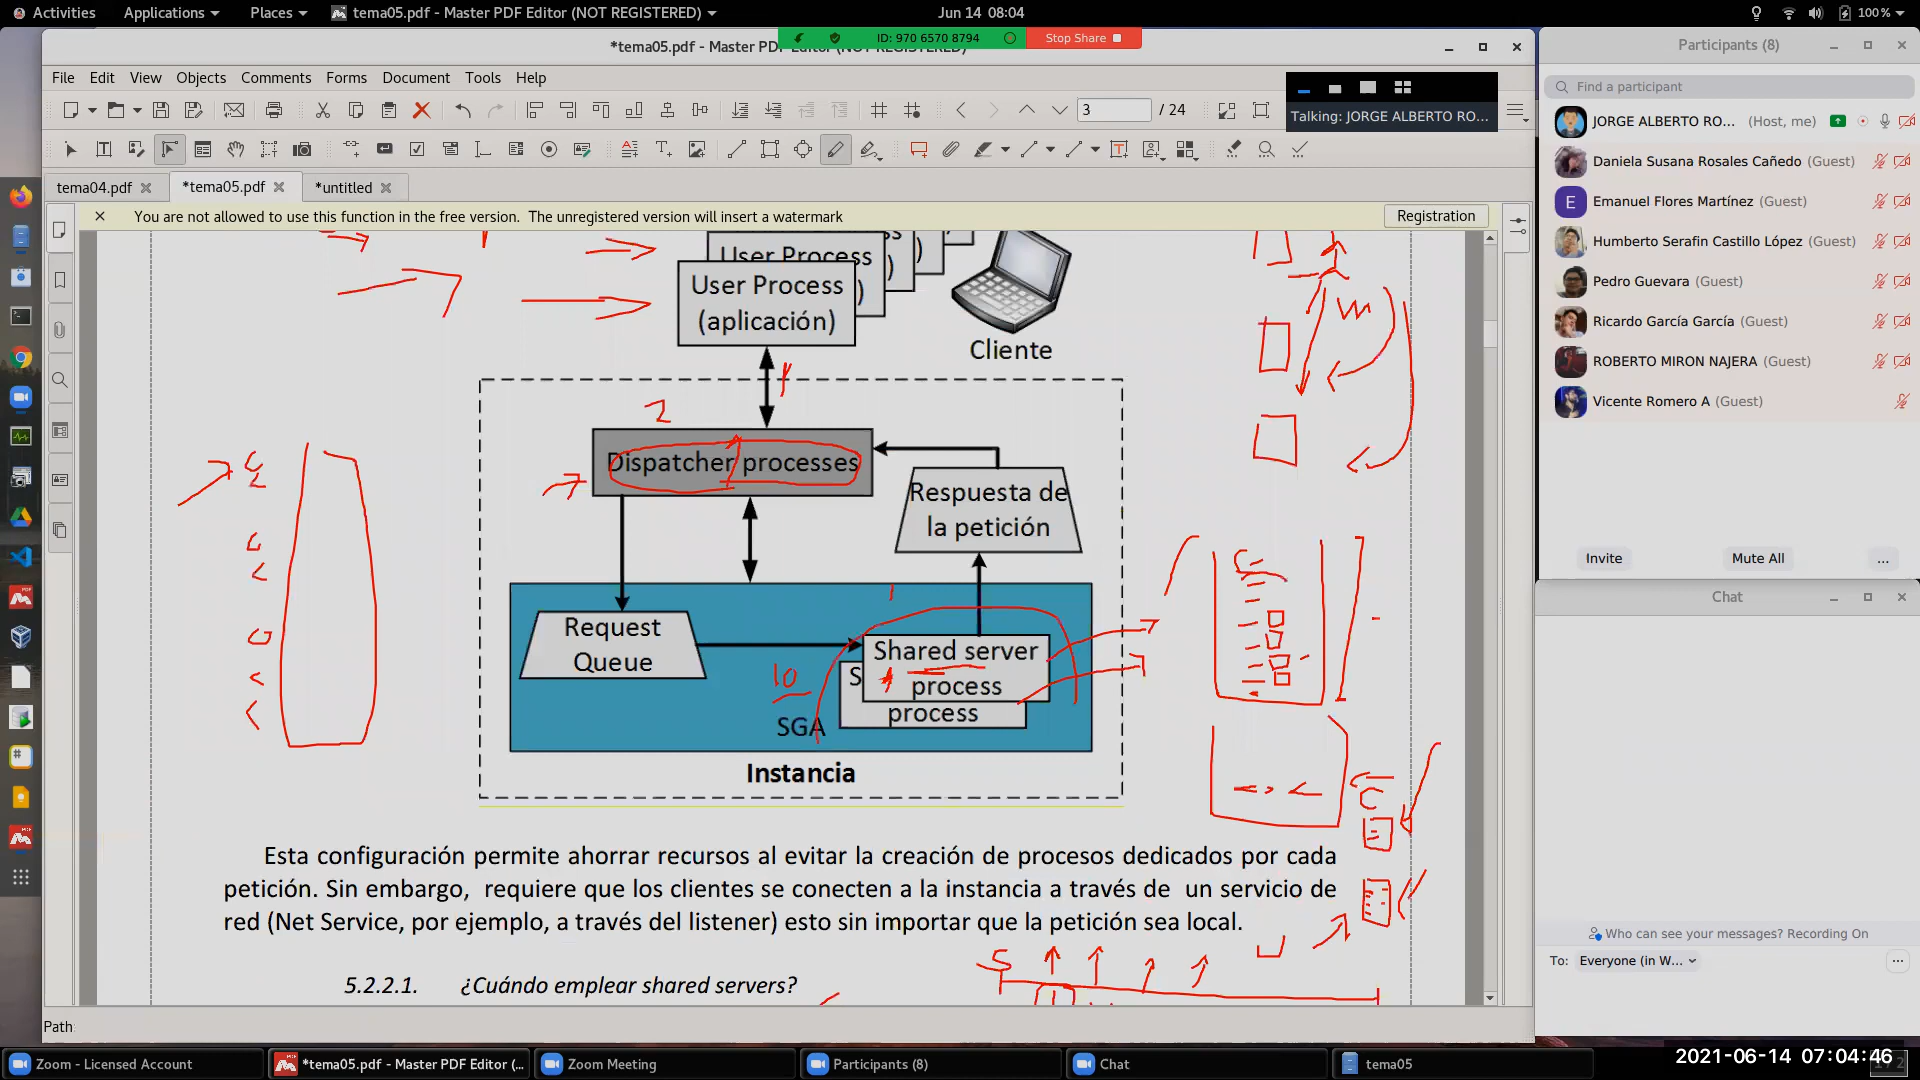 Activities
Applications
Places
tema05.pdf - Master PDF Editor (NOT REGISTERED)
Jun 14 08:04
100%
*tema05.pdf - Master PDF Editor (NOT REGISTERED)
ID: 970 6570 8794
Stop Share
File Edit View Objects Comments Forms Document Tools Help
3 / 24
Talking: JORGE ALBERTO RO...
tema04.pdf
*tema05.pdf
*untitled
You are not allowed to use this function in the free version. The unregistered version will insert a watermark
Registration
User Process
User Process
(aplicación)
Cliente
1
2
Dispatcher processes
Respuesta de
la petición
Request
Queue
Shared server
process
S
process
10
SGA
Instancia
Esta configuración permite ahorrar recursos al evitar la creación de procesos dedicados por cada
petición. Sin embargo, requiere que los clientes se conecten a la instancia a través de un servicio de
red (Net Service, por ejemplo, a través del listener) esto sin importar que la petición sea local.
5.2.2.1. ¿Cuándo emplear shared servers?
Path
Participants (8)
Find a participant
JORGE ALBERTO RO... (Host, me)
Daniela Susana Rosales Cañedo (Guest)
E
Emanuel Flores Martínez (Guest)
Humberto Serafin Castillo López (Guest)
Pedro Guevara (Guest)
Ricardo García García (Guest)
ROBERTO MIRON NAJERA (Guest)
Vicente Romero A (Guest)
Invite
Mute All
...
Chat
Who can see your messages? Recording On
To: Everyone (in W...
Zoom - Licensed Account
*tema05.pdf - Master PDF Editor (...
Zoom Meeting
Participants (8)
Chat
tema05
2021-06-14 07:04:46